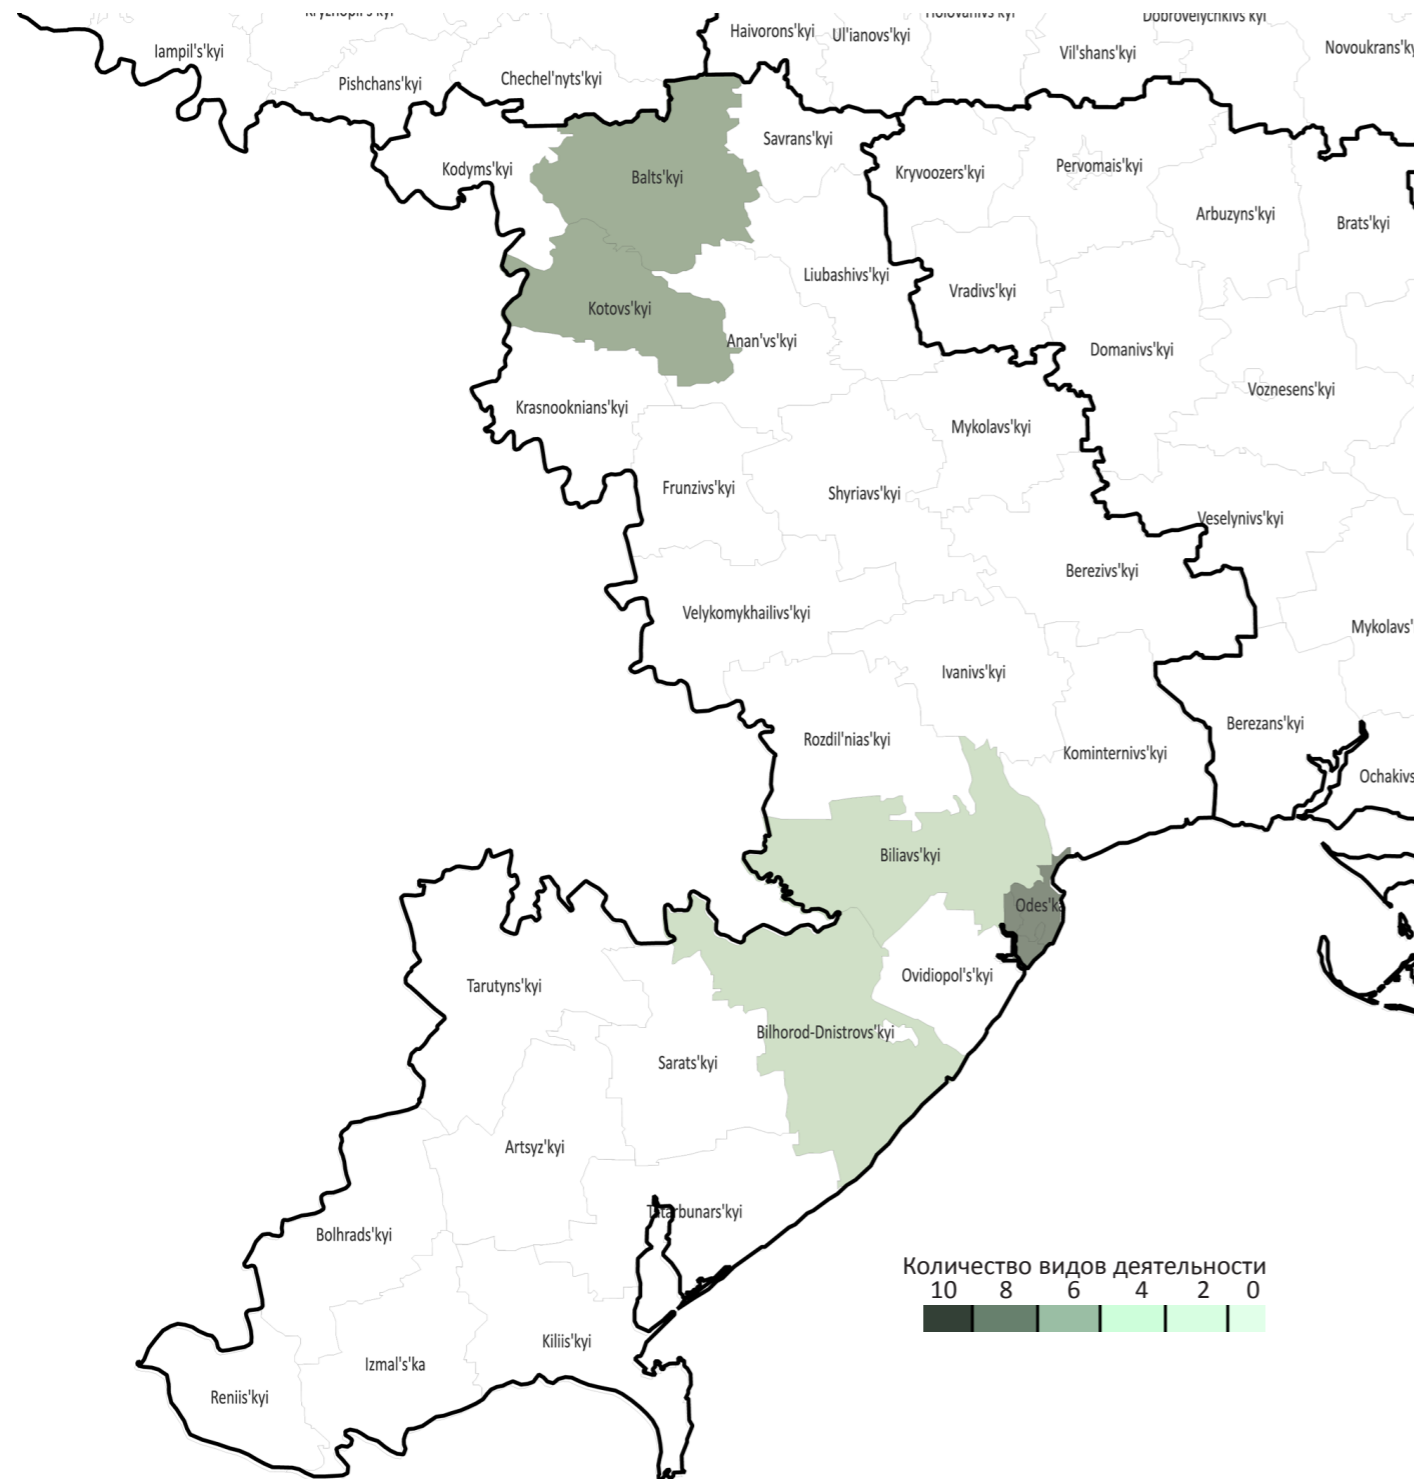 Haivorons'kyi
Ul'ianovs'kyi
Iampil's'kyi
Vil'shans'kyi
Novoukrans'ky
Pishchans'kyi
Chechel'nyts'kyi
Savrans'kyi
Kodyms'kyi
Balts'kyi
Kryvoozers'kyi
Pervomais'kyi
Arbuzyns'kyi
Brats'kyi
Liubashivs'kyi
Vradivs'kyi
Kotovs'kyi
Anan'vs'kyi
Domanivs'kyi
Voznesens'kyi
Krasnooknians'kyi
Mykolavs'kyi
Frunzivs'kyi
Shyriavs'kyi
Veselynivs'kyi
Berezivs'kyi
Velykomykhailivs'kyi
Mykolavs'
Ivanivs'kyi
Rozdil'nias'kyi
Kominternivs'kyi
Berezans'kyi
Ochakivs
Biliavs'kyi
Odes'ka
Ovidiopol's'kyi
Tarutyns'kyi
Bilhorod-Dnistrovs'kyi
Sarats'kyi
Artsyz'kyi
Tatarbunars'kyi
Bolhrads'kyi
Kiliis'kyi
Izmal's'ka
Reniis'kyi
Количество видов деятельности
10 8 6 4 2 0